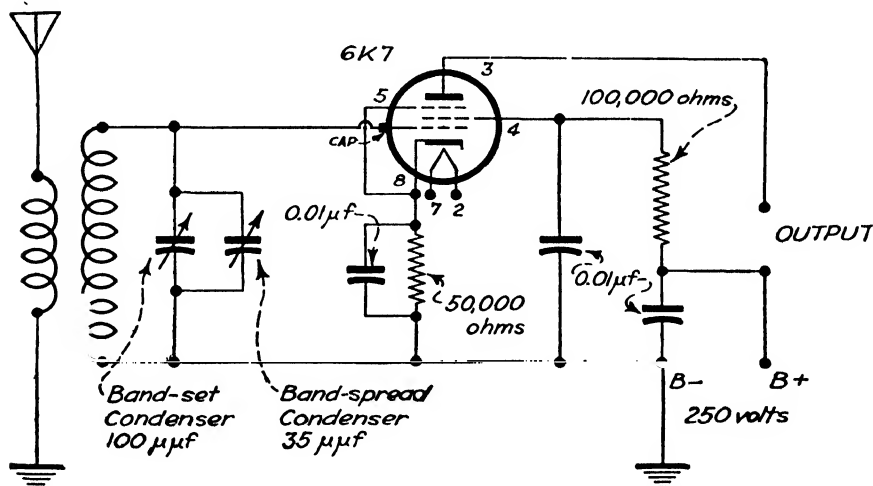 6K7
3
5
100,000 ohms
4
CAP
8
7 2
0.01μf
OUTPUT
0.01μf
50,000
ohms
B-
B+
250 volts
Band-set
Condenser
100 μμf
Band-spread
Condenser
35 μμf